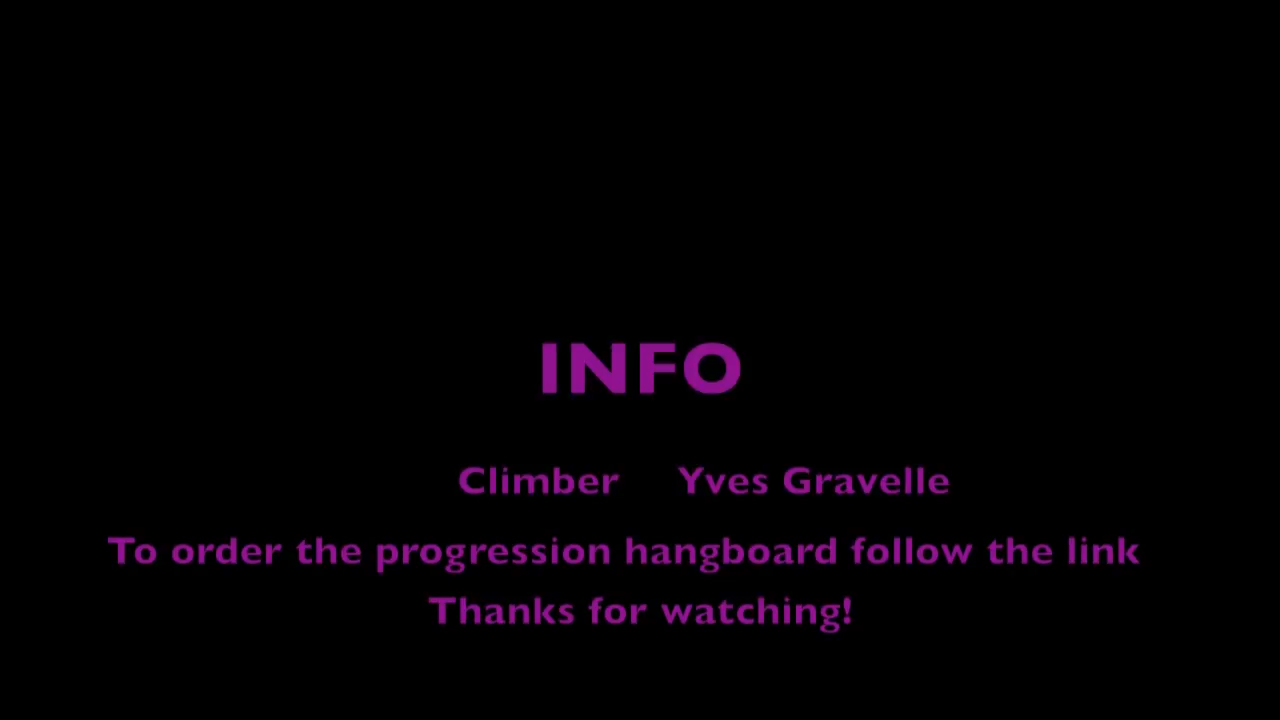 INFO
Climber Yves Gravelle
To order the progression hangboard follow the link
Thanks for watching!